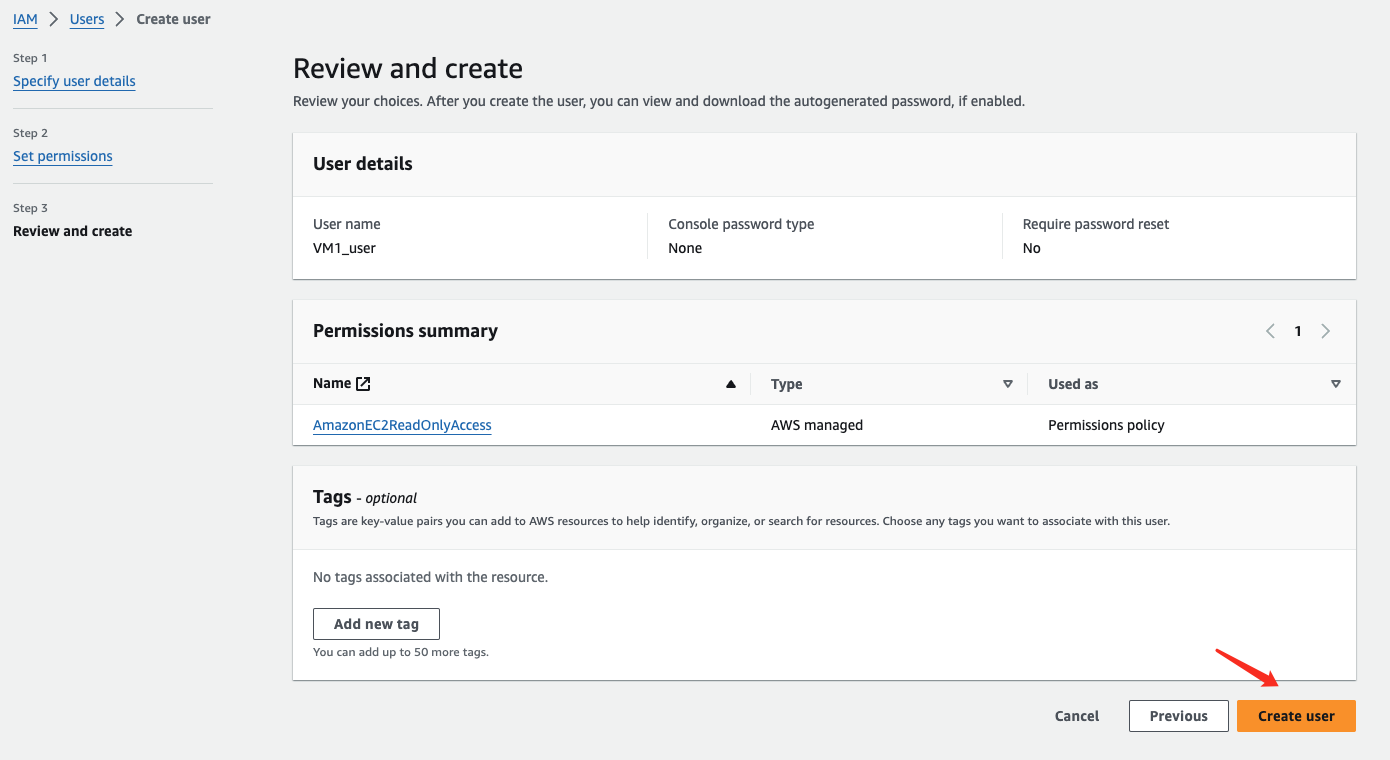 IAM > Users > Create user
Step 1
Specify user details
Step 2
Set permissions
Step 3
Review and create
Review and create
Review your choices. After you create the user, you can view and download the autogenerated password, if enabled.
User details
User name
VM1_user
Console password type
None
Require password reset
No
Permissions summary
1
Name Type Used as
AmazonEC2ReadOnlyAccess AWS managed Permissions policy
Tags - optional
Tags are key-value pairs you can add to AWS resources to help identify, organize, or search for resources. Choose any tags you want to associate with this user.
No tags associated with the resource.
Add new tag
You can add up to 50 more tags.
Cancel Previous Create user